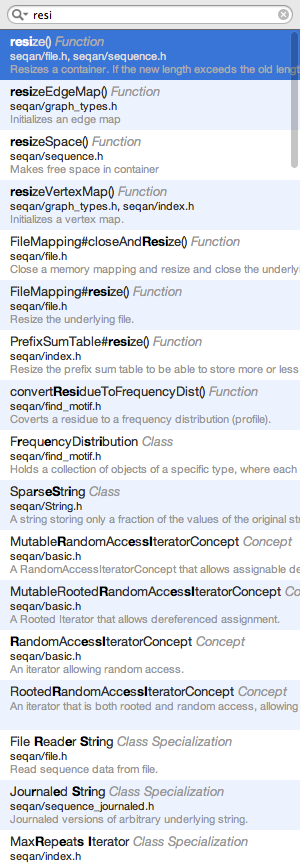 resi
resize() Function
seqan/file.h, seqan/sequence.h
Resizes a container. If the new length exceeds the old length
resizeEdgeMap() Function
seqan/graph_types.h
Initializes an edge map
resizeSpace() Function
seqan/sequence.h
Makes free space in container
resizeVertexMap() Function
seqan/graph_types.h, seqan/index.h
Initializes a vertex map.
FileMapping#closeAndResize() Function
seqan/file.h
Close a memory mapping and resize and close the underlyi
FileMapping#resize() Function
seqan/file.h
Resize the underlying file.
PrefixSumTable#resize() Function
seqan/index.h
Resize the prefix sum table to be able to store more or less
convertResidueToFrequencyDist() Function
seqan/find_motif.h
Coverts a residue to a frequency distribution (profile).
FrequencyDistribution Class
seqan/find_motif.h
Holds a collection of objects of a specific type, where each
SparseString Class
seqan/String.h
A string storing only a fraction of the values of the original st
MutableRandomAccessIteratorConcept Concept
seqan/basic.h
A RandomAccessIteratorConcept that allows assignable de
MutableRootedRandomAccessIteratorConcept Co
seqan/basic.h
A Rooted Iterator that allows dereferenced assignment.
RandomAccessIteratorConcept Concept
seqan/basic.h
An iterator allowing random access.
RootedRandomAccessIteratorConcept Concept
An iterator that is both rooted and random access, allowing
File Reader String Class Specialization
seqan/file.h
Read sequence data from file.
Journaled String Class Specialization
seqan/sequence_journaled.h
Journaled versions of arbitrary underlying string.
MaxRepeats Iterator Class Specialization
seqan/index.h